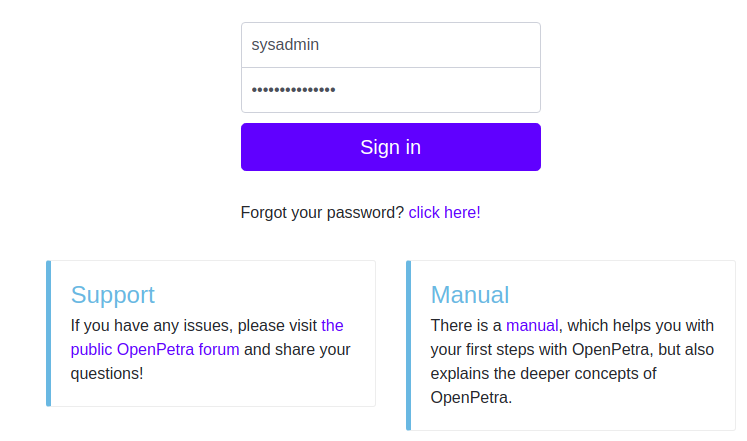 sysadmin
•••••••••••••••
Sign in
Forgot your password? click here!
Support
If you have any issues, please visit the
public OpenPetra forum and share your
questions!
Manual
There is a manual, which helps you with
your first steps with OpenPetra, but also
explains the deeper concepts of
OpenPetra.